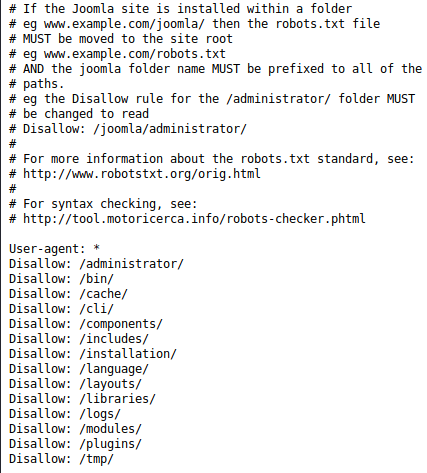 # If the Joomla site is installed within a folder
# eg www.example.com/joomla/ then the robots.txt file
# MUST be moved to the site root
# eg www.example.com/robots.txt
# AND the joomla folder name MUST be prefixed to all of the
# paths.
# eg the Disallow rule for the /administrator/ folder MUST
# be changed to read
# Disallow: /joomla/administrator/
#
# For more information about the robots.txt standard, see:
# http://www.robotstxt.org/orig.html
#
# For syntax checking, see:
# http://tool.motoricerca.info/robots-checker.phtml

User-agent: *
Disallow: /administrator/
Disallow: /bin/
Disallow: /cache/
Disallow: /cli/
Disallow: /components/
Disallow: /includes/
Disallow: /installation/
Disallow: /language/
Disallow: /layouts/
Disallow: /libraries/
Disallow: /logs/
Disallow: /modules/
Disallow: /plugins/
Disallow: /tmp/